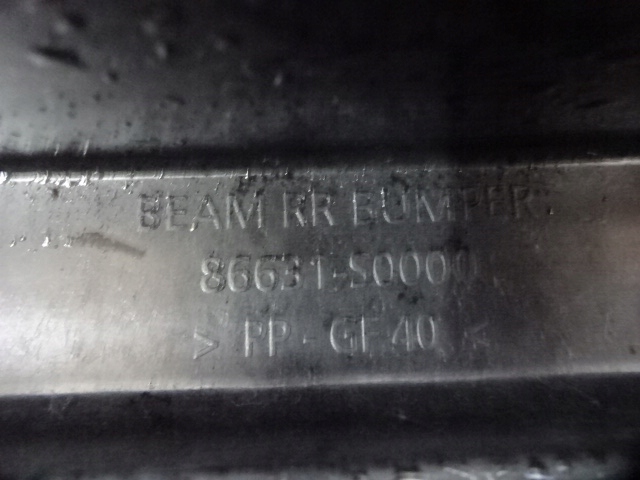 BEAM RR BUMPER
86631-S0000
> PP - GF40 <